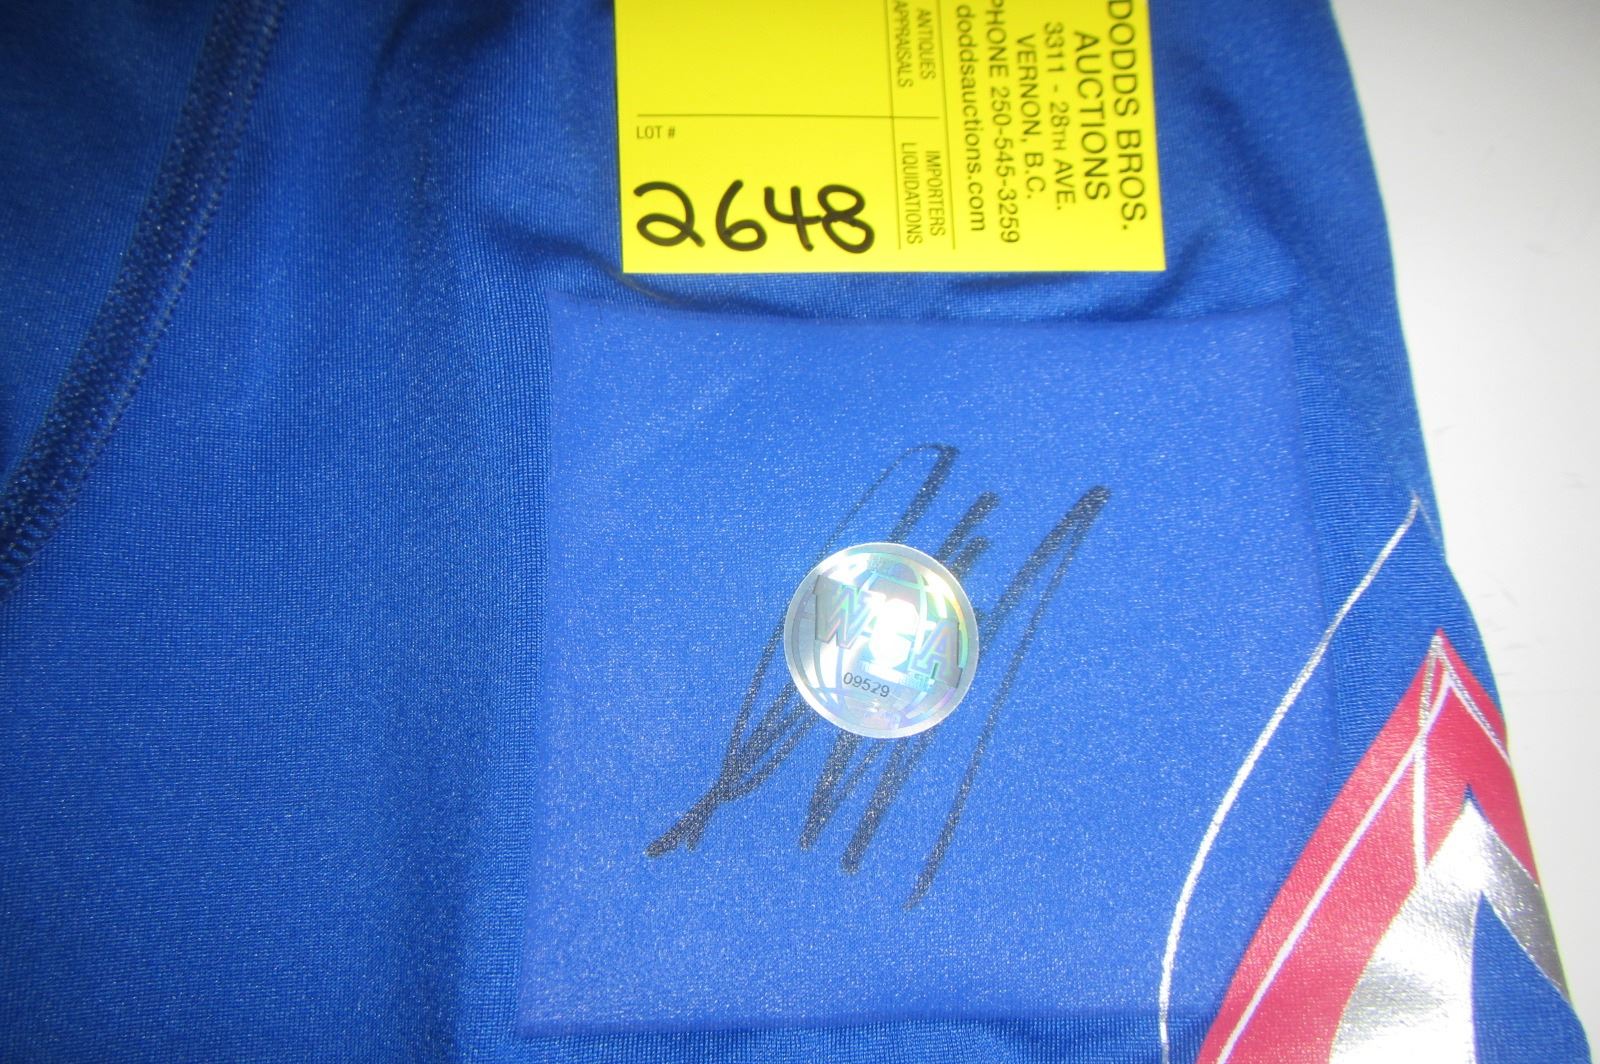 DODDS BROS.
AUCTIONS
3311 - 28TH AVE.
VERNON, B.C.
PHONE 250-545-3259
doddsauctions.com
ANTIQUES
APPRAISALS
IMPORTERS
LIQUIDATIONS
LOT #
2648
09529